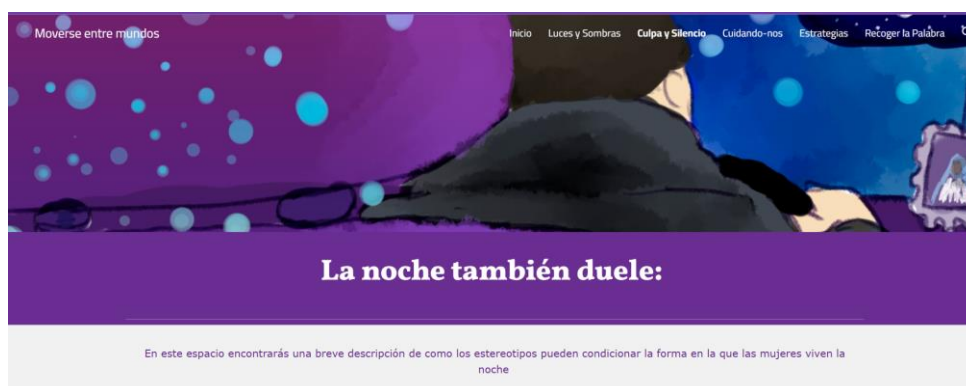 Moverse entre mundos
Inicio Luces y Sombras Culpa y Silencio Cuidando-nos Estrategias Recoger la Palabra
La noche también duele:
En este espacio encontrarás una breve descripción de como los estereotipos pueden condicionar la forma en la que las mujeres viven la
noche